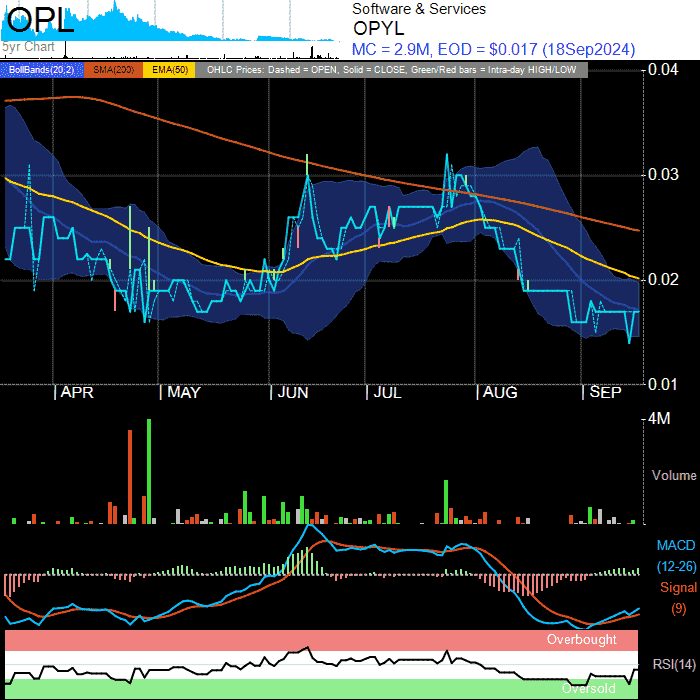 OPL
5yr Chart
Software & Services
OPYL
MC = 2.9M, EOD = $0.017 (18Sep2024)
BollBands(20,2) SMA(200) EMA(50) OHLC Prices: Dashed = OPEN, Solid = CLOSE, Green/Red bars = Intra-day HIGH/LOW
0.04
0.03
0.02
0.01
APR MAY JUN JUL AUG SEP
4M
Volume
MACD
(12-26)
Signal
(9)
Overbought
RSI(14)
Oversold